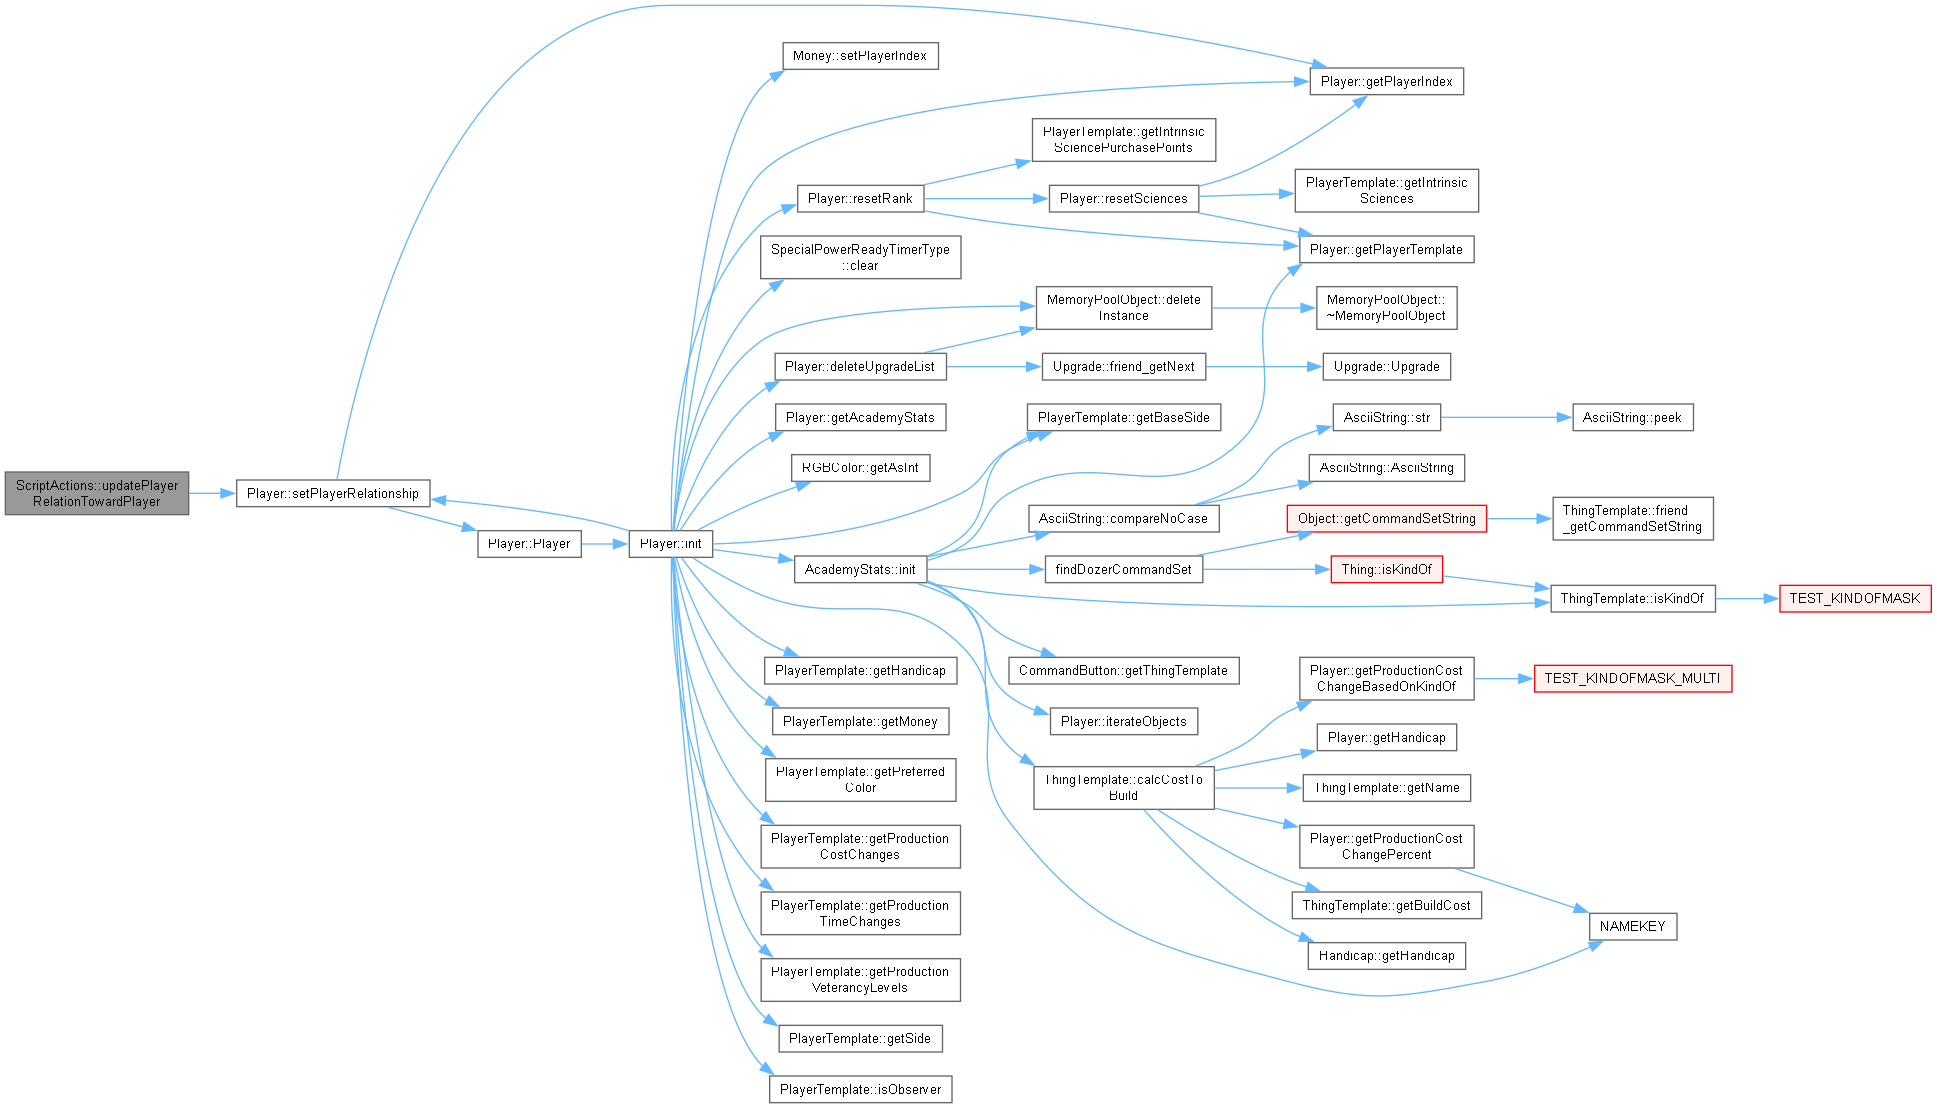 ScriptActions::updatePlayer
RelationTowardPlayer
Player::setPlayerRelationship
Player::Player
Player::init
Money::setPlayerIndex
Player::resetRank
SpecialPowerReadyTimerType
::clear
Player::deleteUpgradeList
Player::getAcademyStats
RGBColor::getAsInt
AcademyStats::init
PlayerTemplate::getHandicap
PlayerTemplate::getMoney
PlayerTemplate::getPreferred
Color
PlayerTemplate::getProduction
CostChanges
PlayerTemplate::getProduction
TimeChanges
PlayerTemplate::getProduction
VeterancyLevels
PlayerTemplate::getSide
PlayerTemplate::isObserver
PlayerTemplate::getIntrinsic
SciencePurchasePoints
Player::resetSciences
MemoryPoolObject::delete
Instance
Upgrade::friend_getNext
PlayerTemplate::getBaseSide
AsciiString::compareNoCase
findDozerCommandSet
CommandButton::getThingTemplate
Player::iterateObjects
ThingTemplate::calcCostTo
Build
Player::getPlayerIndex
PlayerTemplate::getIntrinsic
Sciences
Player::getPlayerTemplate
MemoryPoolObject::
~MemoryPoolObject
Upgrade::Upgrade
AsciiString::str
AsciiString::AsciiString
Object::getCommandSetString
Thing::isKindOf
Player::getProductionCost
ChangeBasedOnKindOf
Player::getHandicap
ThingTemplate::getName
Player::getProductionCost
ChangePercent
ThingTemplate::getBuildCost
Handicap::getHandicap
AsciiString::peek
ThingTemplate::friend
_getCommandSetString
ThingTemplate::isKindOf
TEST_KINDOFMASK_MULTI
NAMEKEY
TEST_KINDOFMASK